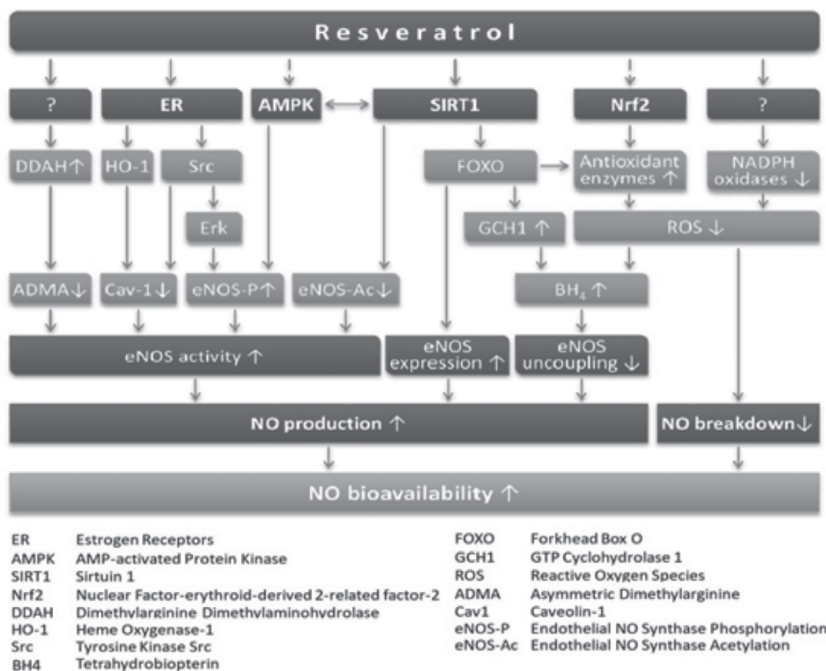 Resveratrol
? ER AMPK SIRT1 Nrf2 ?
DDAH↑ HO-1 Src FOXO Antioxidant enzymes ↑ NADPH oxidases ↓
Erk GCH1 ↑ ROS ↓
ADMA↓ Cav-1↓ eNOS-P↑ eNOS-Ac↓ BH₄ ↑
eNOS activity ↑ eNOS expression ↑ eNOS uncoupling ↓
NO production ↑ NO breakdown↓
NO bioavailability ↑
ER Estrogen Receptors
AMPK AMP-activated Protein Kinase
SIRT1 Sirtuin 1
Nrf2 Nuclear Factor-erythroid-derived 2-related factor-2
DDAH Dimethylarginine Dimethylaminohydrolase
HO-1 Heme Oxygenase-1
Src Tyrosine Kinase Src
BH4 Tetrahydrobiopterin
FOXO Forkhead Box O
GCH1 GTP Cyclohydrolase 1
ROS Reactive Oxygen Species
ADMA Asymmetric Dimethylarginine
Cav1 Caveolin-1
eNOS-P Endothelial NO Synthase Phosphorylation
eNOS-Ac Endothelial NO Synthase Acetylation